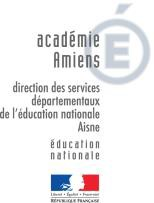 académie
Amiens
É
direction des services
départementaux
de l'éducation nationale
Aisne
éducation
nationale
Liberté • Égalité • Fraternité
RÉPUBLIQUE FRANÇAISE